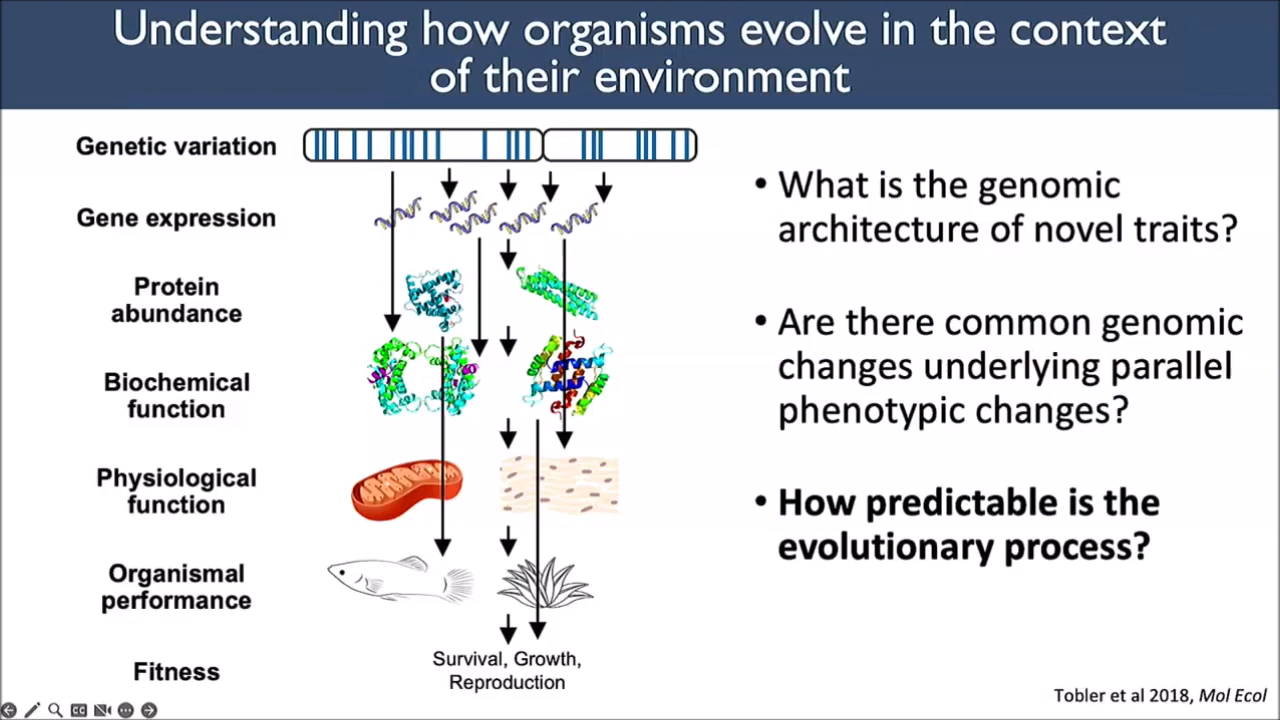 Understanding how organisms evolve in the context
of their environment
Genetic variation
Gene expression
Protein
abundance
Biochemical
function
Physiological
function
Organismal
performance
Fitness
Survival, Growth,
Reproduction
• What is the genomic
architecture of novel traits?
• Are there common genomic
changes underlying parallel
phenotypic changes?
• How predictable is the
evolutionary process?
Tobler et al 2018, Mol Ecol
CC